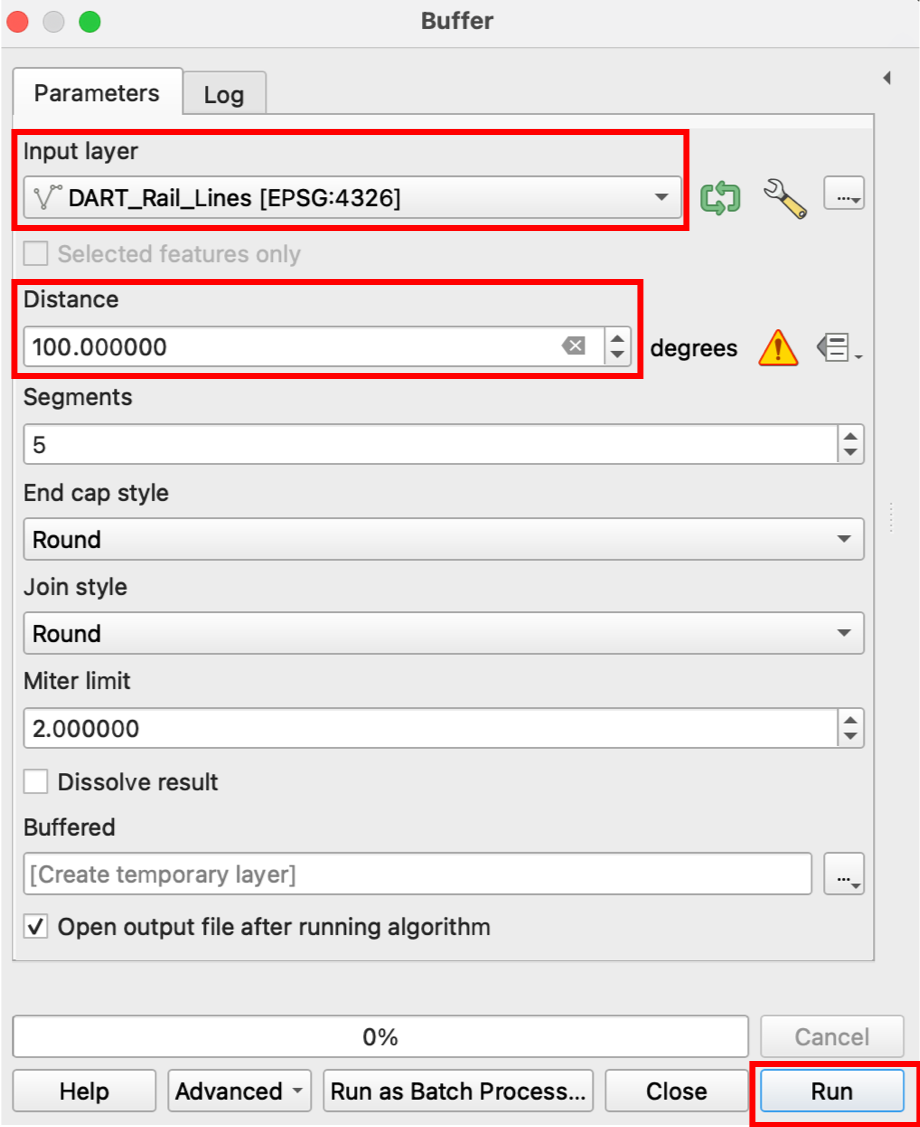 Buffer
Parameters
Log
Input layer
DART_Rail_Lines [EPSG:4326]
...
Selected features only
Distance
100.000000
degrees
Segments
5
End cap style
Round
Join style
Round
Miter limit
2.000000
Dissolve result
Buffered
[Create temporary layer]
...
Open output file after running algorithm
0%
Cancel
Help
Advanced
Run as Batch Process...
Close
Run